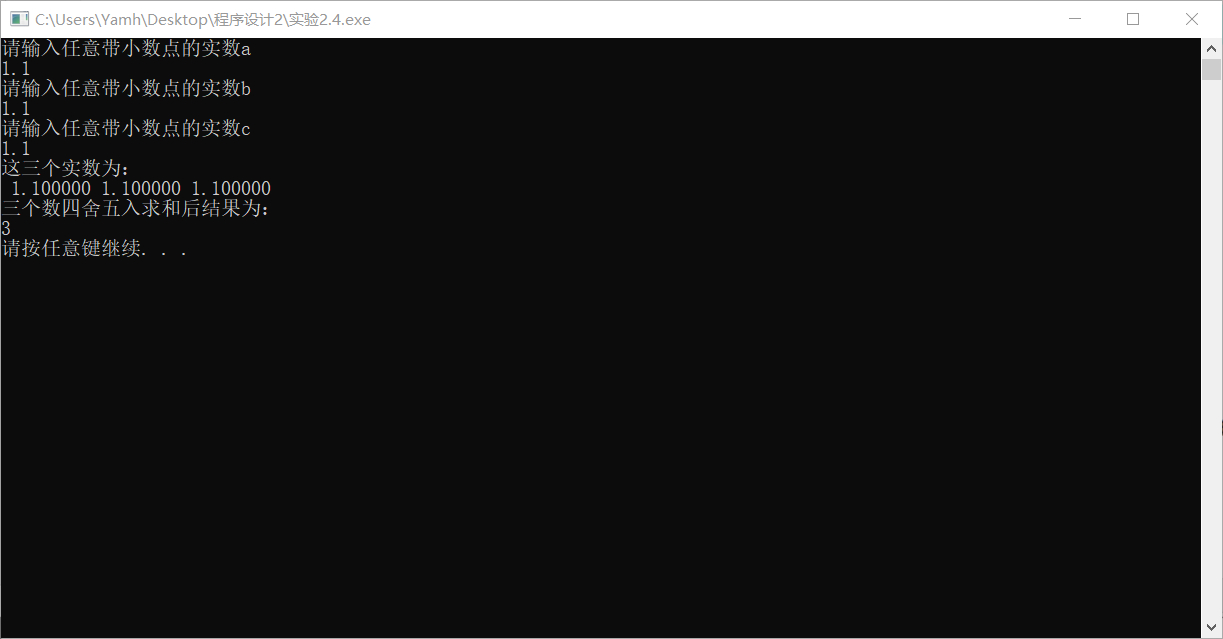 C:\Users\Yamh\Desktop\程序设计2\实验2.4.exe
请输入任意带小数点的实数a
1.1
请输入任意带小数点的实数b
1.1
请输入任意带小数点的实数c
1.1
这三个实数为:
 1.100000 1.100000 1.100000
三个数四舍五入求和后结果为:
3
请按任意键继续. . .